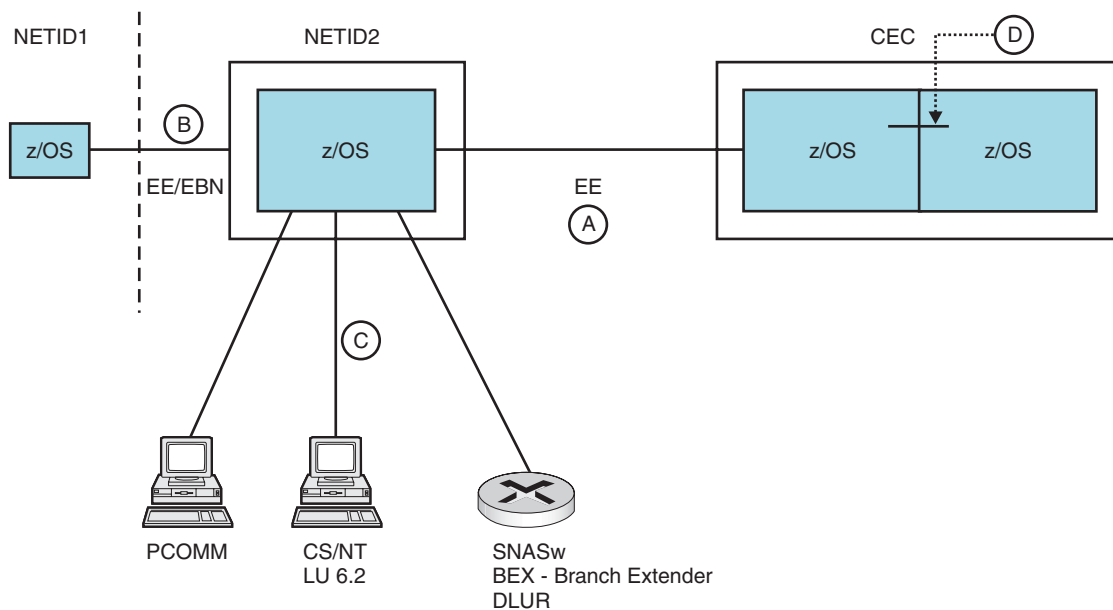 NETID1
NETID2
CEC
D
B
z/OS
z/OS
z/OS
z/OS
EE/EBN
EE
A
C
PCOMM
CS/NT
LU 6.2
SNASw
BEX - Branch Extender
DLUR